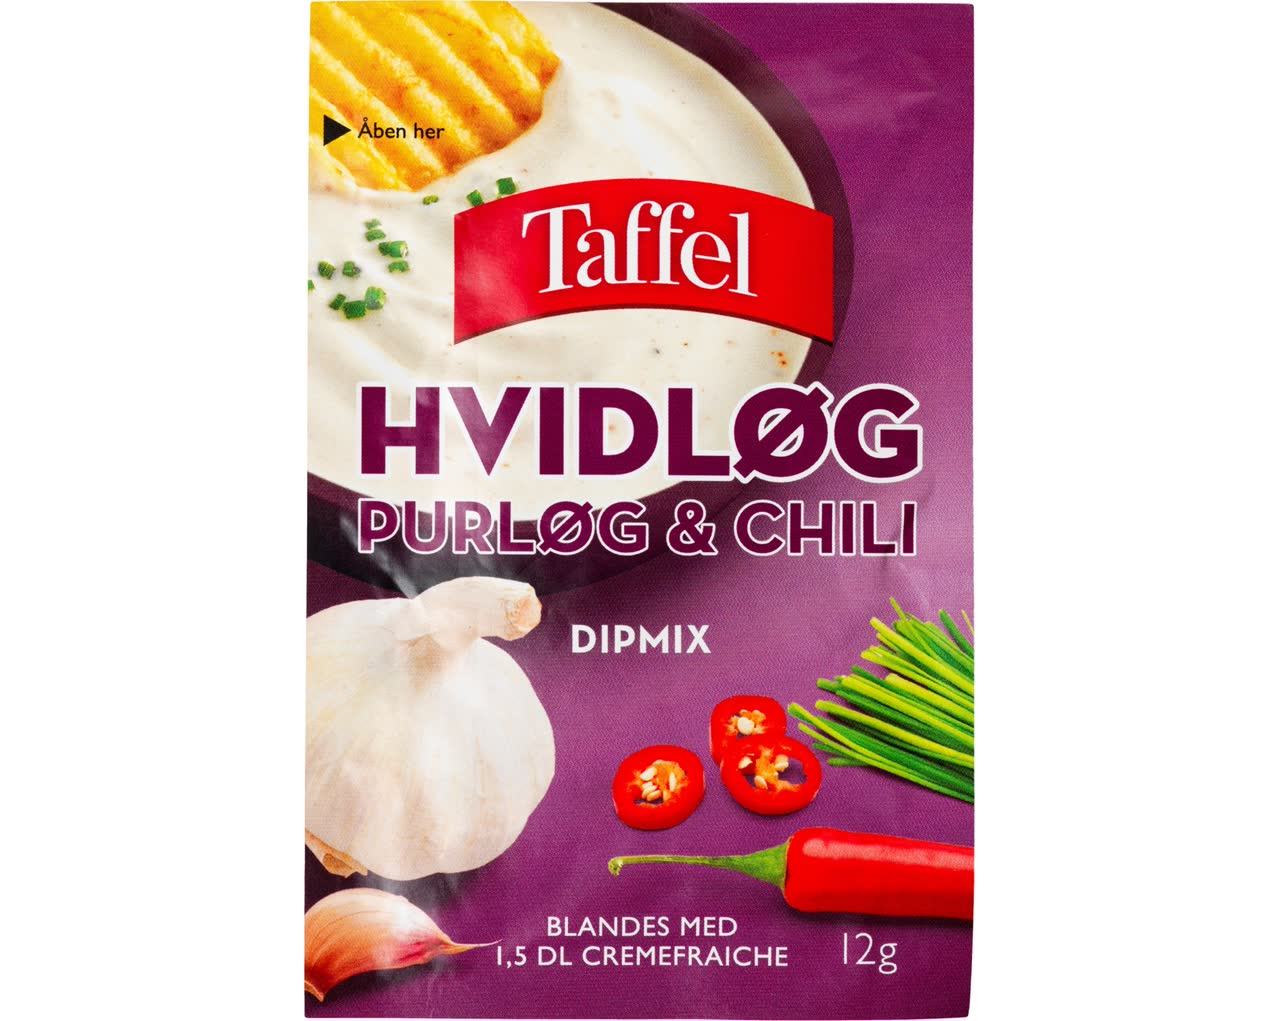 Åben her
Taffel
HVIDLØG
PURLØG & CHILI
DIPMIX
BLANDES MED
1,5 DL CREMEFRAICHE
12g